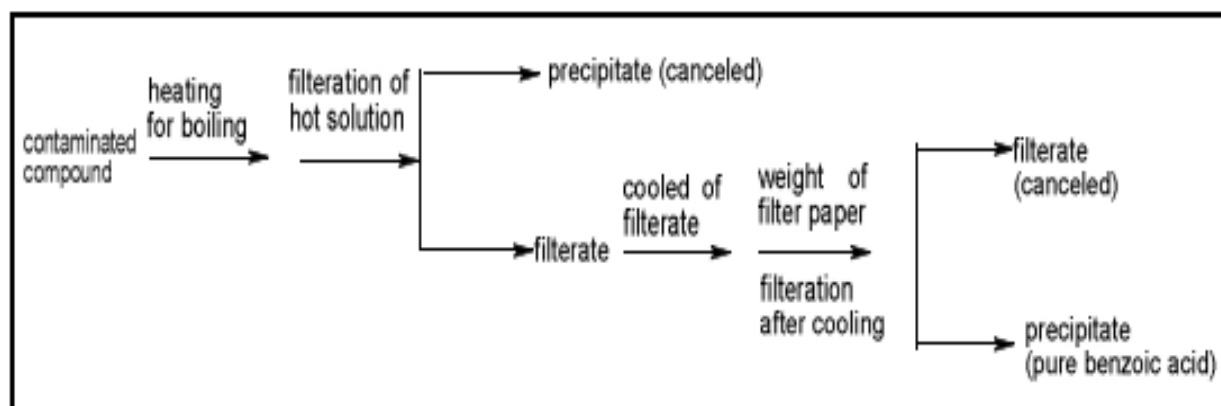 contaminated
compound
heating
for boiling
filteration of
hot solution
precipitate (canceled)
filterate
cooled of
filterate
weight of
filter paper
filteration
after cooling
filterate
(canceled)
precipitate
(pure benzoic acid)